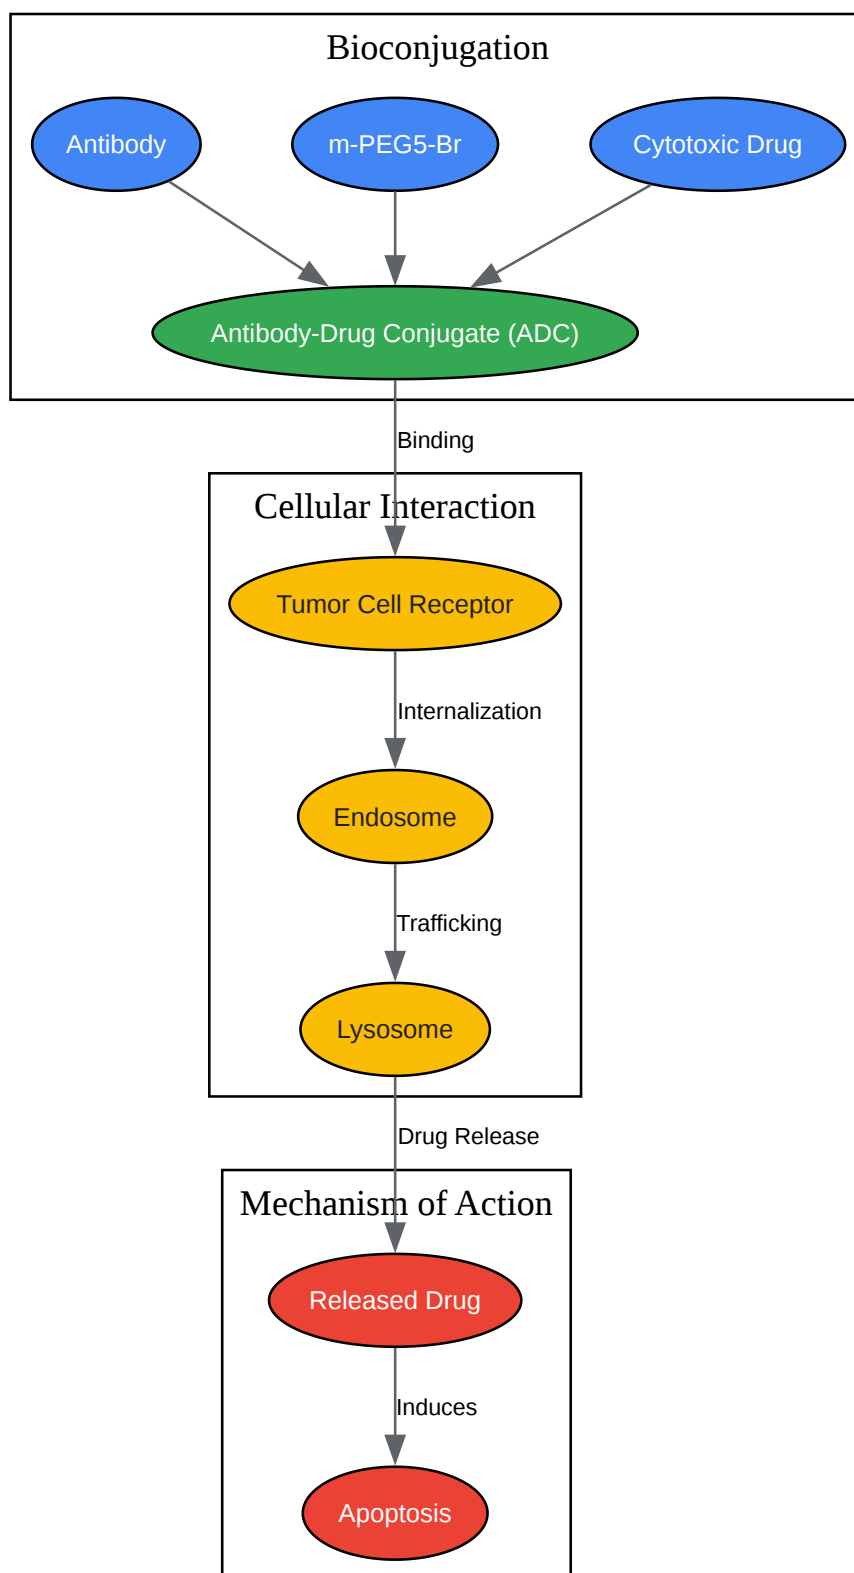 Bioconjugation
Antibody
m-PEG5-Br
Cytotoxic Drug
Antibody-Drug Conjugate (ADC)
Binding
Cellular Interaction
Tumor Cell Receptor
Internalization
Endosome
Trafficking
Lysosome
Drug Release
Mechanism of Action
Released Drug
Induces
Apoptosis